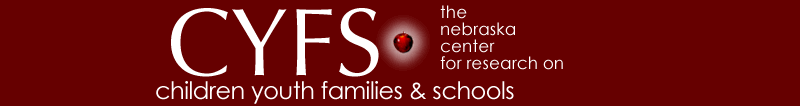 CYFS
the
nebraska
center
for research on
children youth families & schools